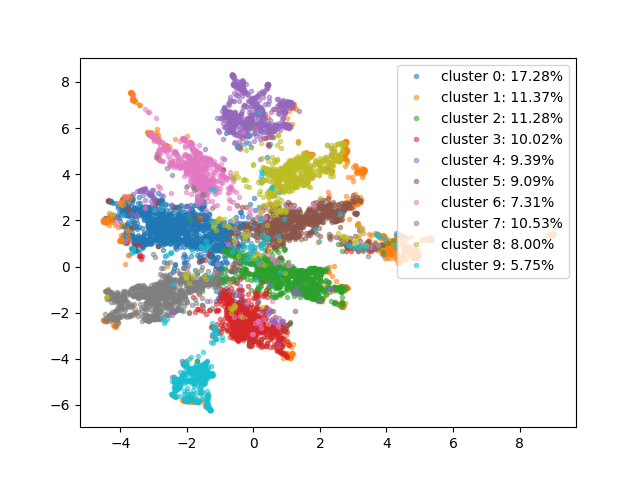 8
6
4
2
0
−2
−4
−6
−4
−2
0
2
4
6
8
cluster 0: 17.28%
cluster 1: 11.37%
cluster 2: 11.28%
cluster 3: 10.02%
cluster 4: 9.39%
cluster 5: 9.09%
cluster 6: 7.31%
cluster 7: 10.53%
cluster 8: 8.00%
cluster 9: 5.75%